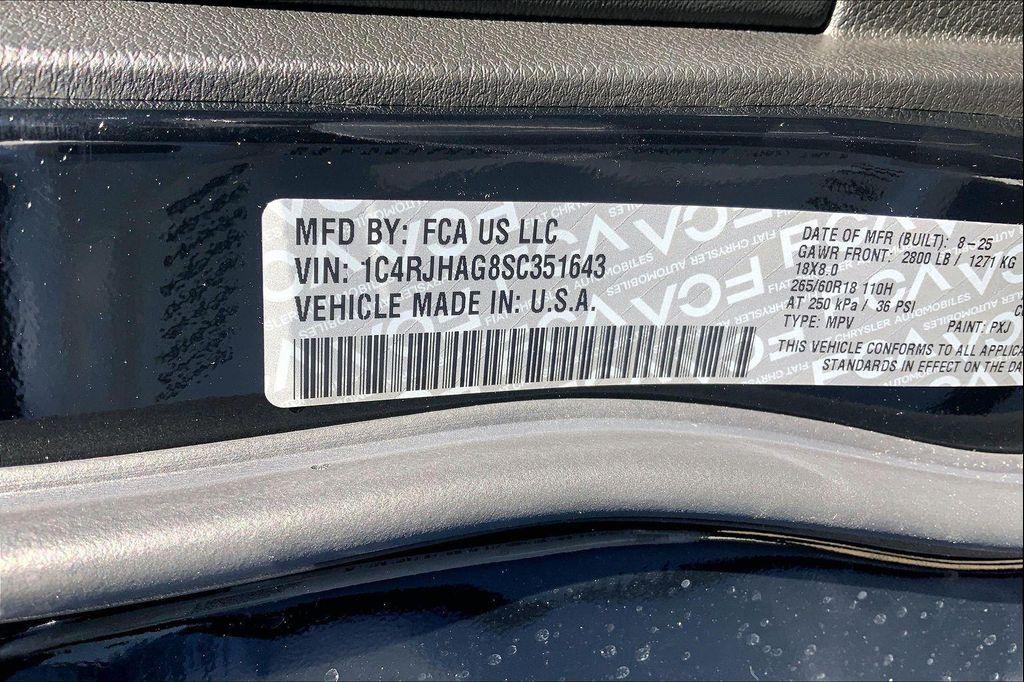 MFD BY: FCA US LLC
VIN: 1C4RJHAG8SC351643
VEHICLE MADE IN: U.S.A.
DATE OF MFR (BUILT): 8-25
GAWR FRONT: 2800 LB / 1271 KG
18X8.0
265/60R18 110H
AT 250 kPa / 36 PSI
TYPE: MPV
PAINT: PXJ
THIS VEHICLE CONFORMS TO ALL APPLICA
STANDARDS IN EFFECT ON THE DA